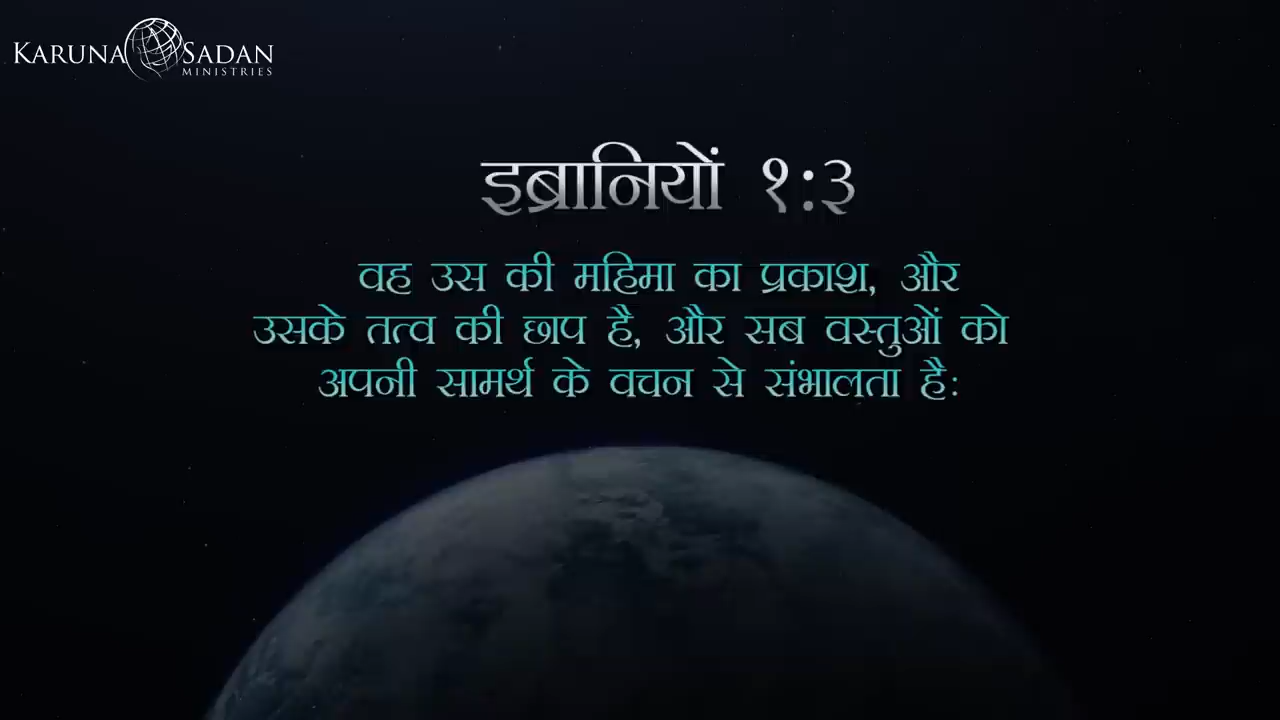 KARUNA SADAN
MINISTRIES
इब्रानियों १:३
वह उस की महिमा का प्रकाश, और
उसके तत्व की छाप है, और सब वस्तुओं को
अपनी सामर्थ के वचन से संभालता है: